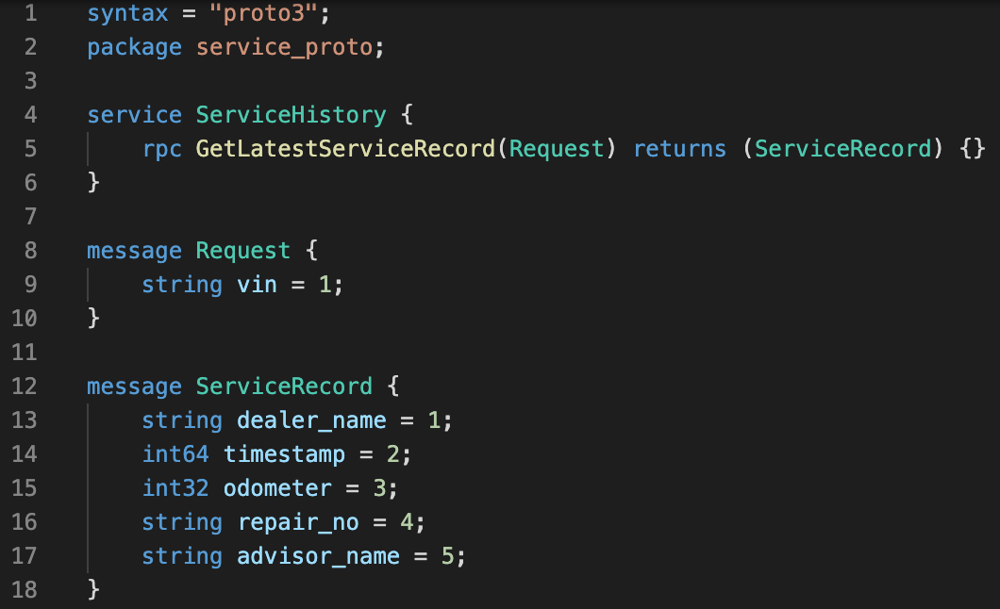 1 syntax = "proto3";
2 package service_proto;
3
4 service ServiceHistory {
5     rpc GetLatestServiceRecord(Request) returns (ServiceRecord) {}
6 }
7
8 message Request {
9     string vin = 1;
10 }
11
12 message ServiceRecord {
13     string dealer_name = 1;
14     int64 timestamp = 2;
15     int32 odometer = 3;
16     string repair_no = 4;
17     string advisor_name = 5;
18 }